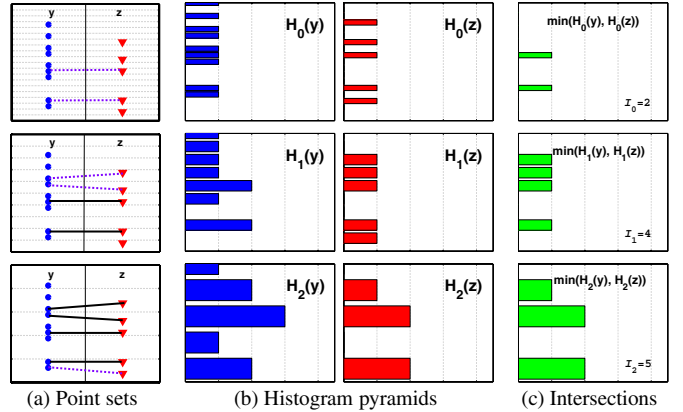 y z
H₀(y)
H₀(z)
min(H₀(y), H₀(z))
I₀=2
y z
H₁(y)
H₁(z)
min(H₁(y), H₁(z))
I₁=4
y z
H₂(y)
H₂(z)
min(H₂(y), H₂(z))
I₂=5
(a) Point sets
(b) Histogram pyramids
(c) Intersections